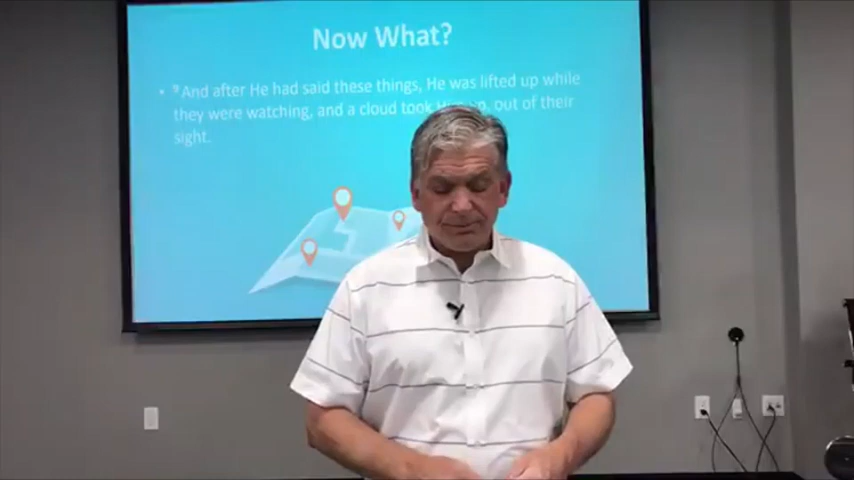 Now What?
• 9 And after He had said these things, He was lifted up while
they were watching, and a cloud took up, out of their
sight.